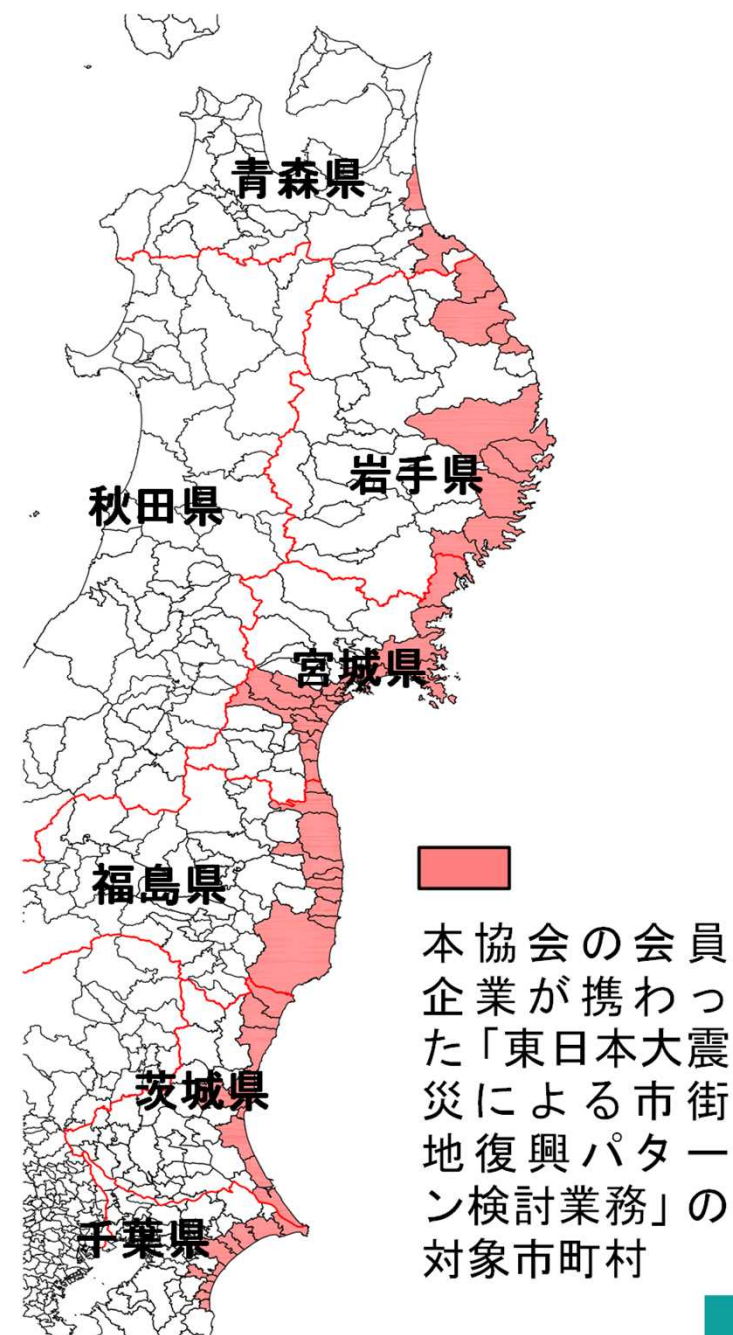 青森県
岩手県
秋田県
宮城県
福島県
本協会の会員
企業が携わっ
た「東日本大震
災による市街
地復興パター
ン検討業務」の
対象市町村
茨城県
千葉県